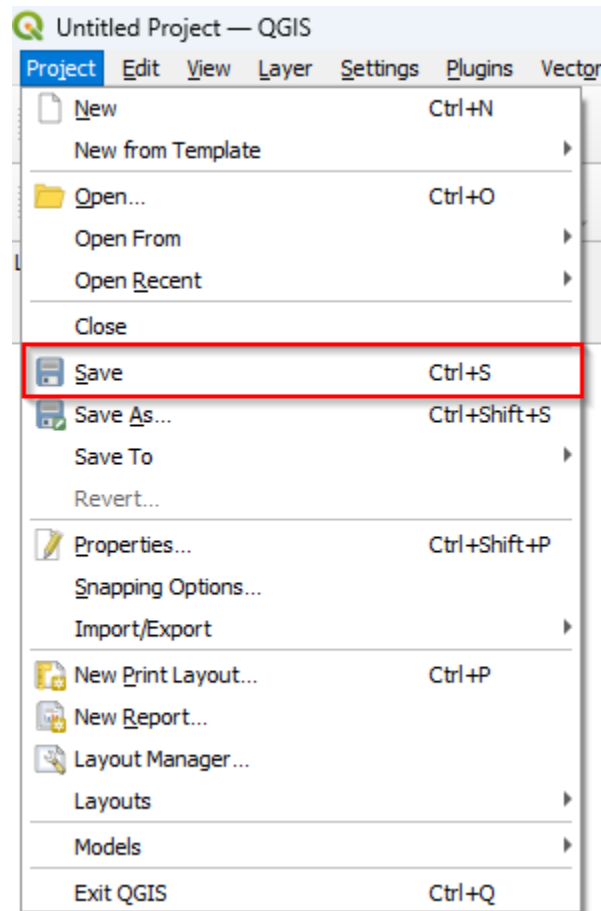 Untitled Project — QGIS
Project Edit View Layer Settings Plugins Vector
New Ctrl+N
New from Template
Open... Ctrl+O
Open From
Open Recent
Close
Save Ctrl+S
Save As... Ctrl+Shift+S
Save To
Revert...
Properties... Ctrl+Shift+P
Snapping Options...
Import/Export
New Print Layout... Ctrl+P
New Report...
Layout Manager...
Layouts
Models
Exit QGIS Ctrl+Q